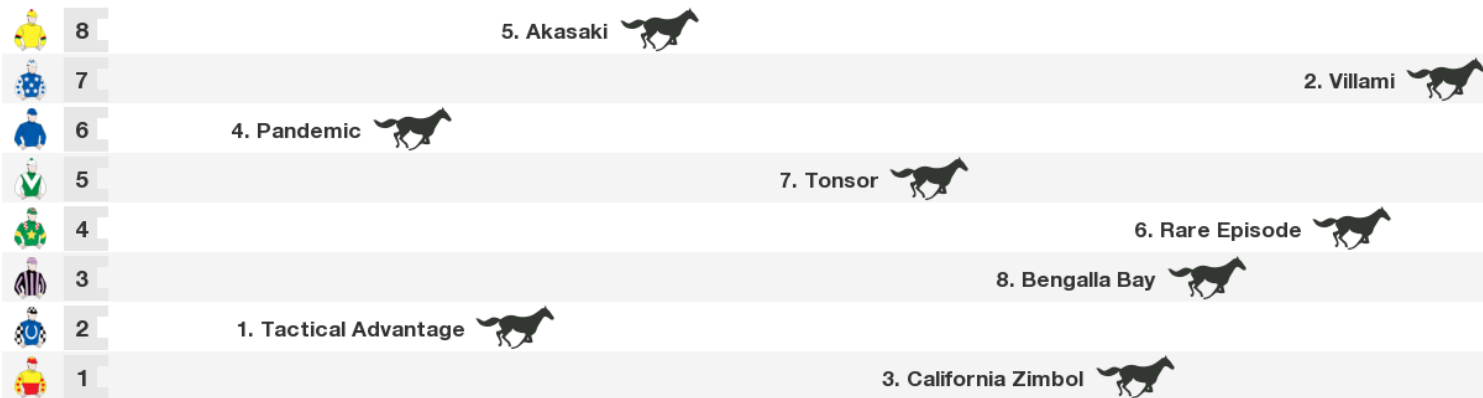 8 5. Akasaki
7 2. Villami
6 4. Pandemic
5 7. Tonsor
4 6. Rare Episode
3 8. Bengalla Bay
2 1. Tactical Advantage
1 3. California Zimbol